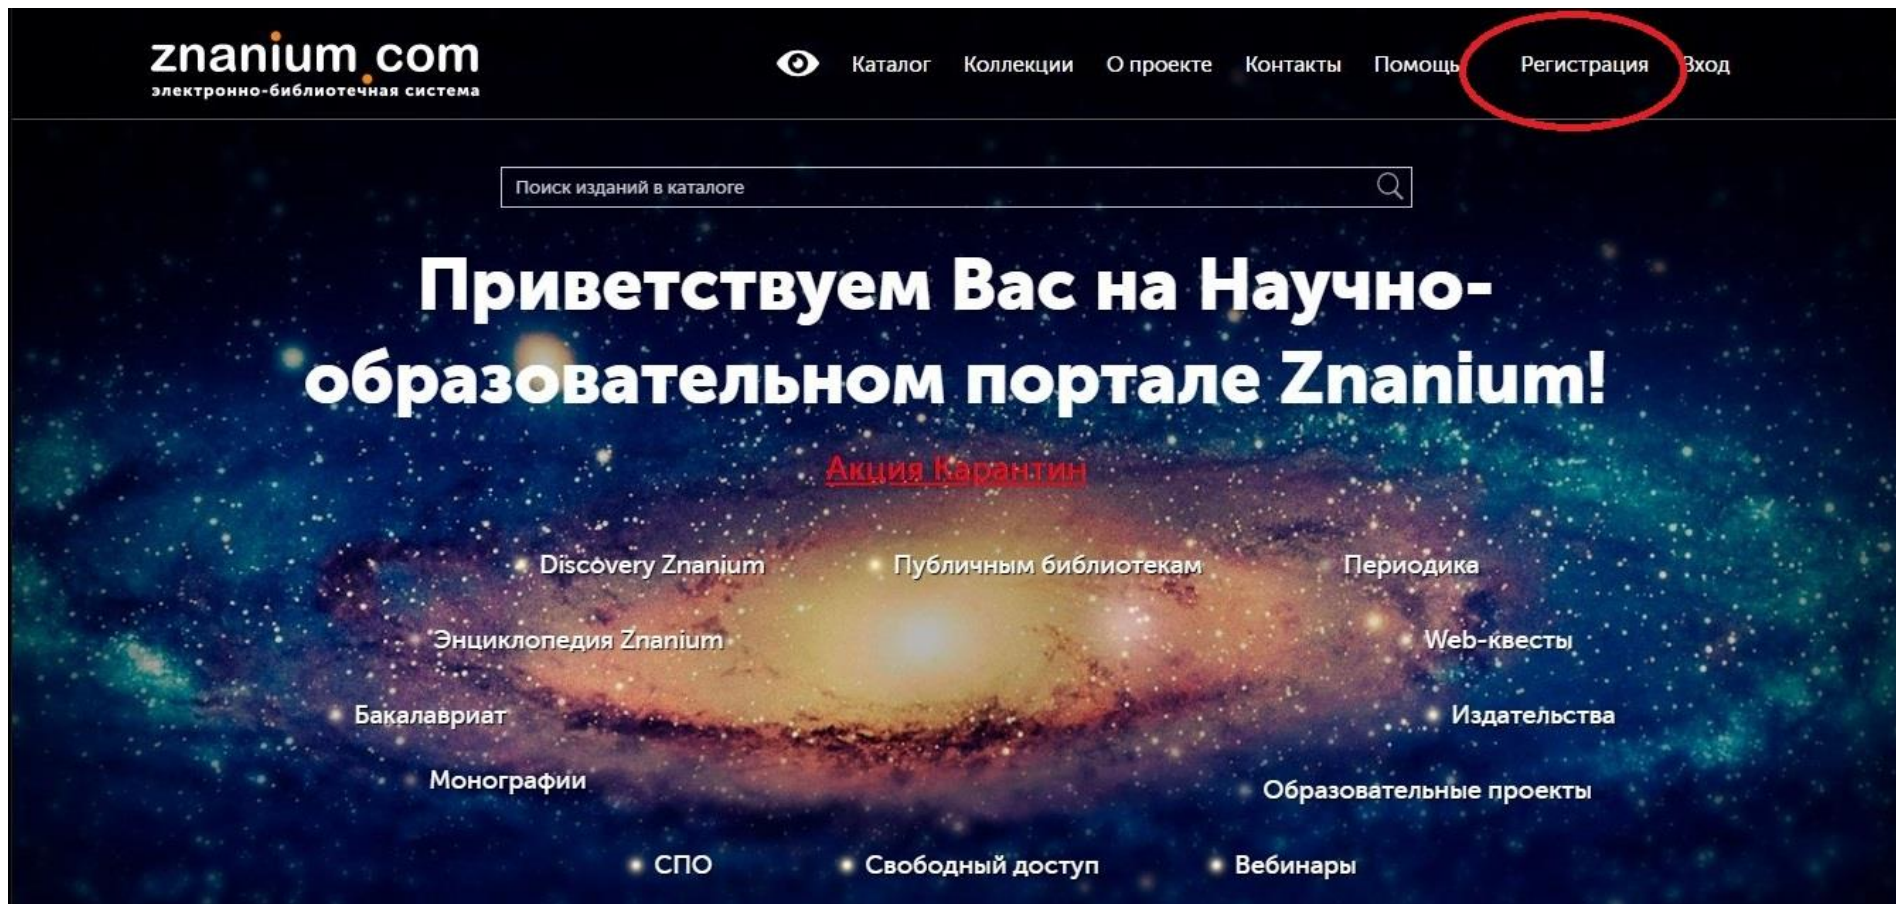 znanium.com
электронно-библиотечная система
Каталог Коллекции О проекте Контакты Помощь Регистрация Вход
Поиск изданий в каталоге
Приветствуем Вас на Научно-
образовательном портале Znanium!
Акция Карантин
Discovery Znanium Публичным библиотекам Периодика
Энциклопедия Znanium Web-квесты
Бакалавриат Издательства
Монографии Образовательные проекты
СПО Свободный доступ Вебинары